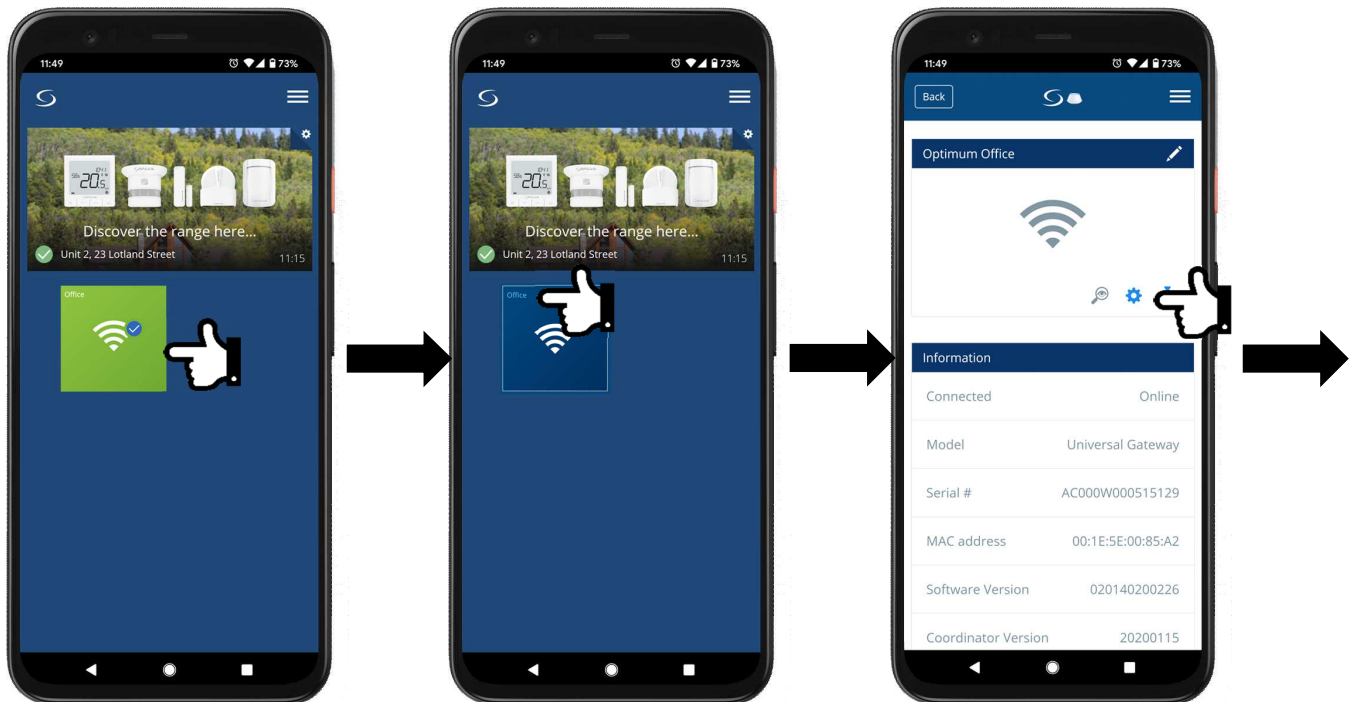 11:49
73%
20.5
SALUS
Discover the range here...
Unit 2, 23 Lotland Street
11:15
Office
11:49
73%
20.5
SALUS
Discover the range here...
Unit 2, 23 Lotland Street
11:15
Office
11:49
73%
Back
Optimum Office
Information
Connected Online
Model Universal Gateway
Serial # AC000W000515129
MAC address 00:1E:5E:00:85:A2
Software Version 020140200226
Coordinator Version 20200115